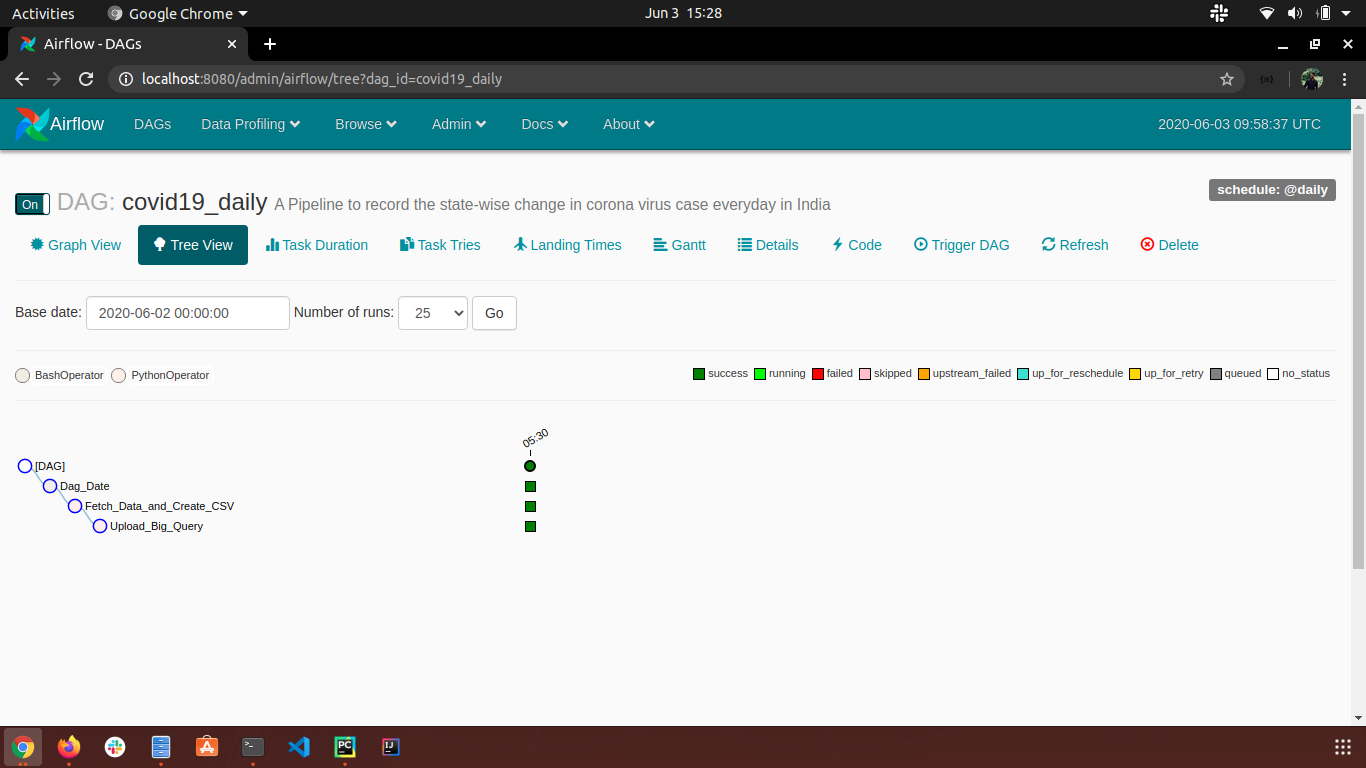 Activities Google Chrome Jun 3 15:28
Airflow - DAGs
localhost:8080/admin/airflow/tree?dag_id=covid19_daily
Airflow DAGs Data Profiling Browse Admin Docs About 2020-06-03 09:58:37 UTC
schedule: @daily
On DAG: covid19_daily A Pipeline to record the state-wise change in corona virus case everyday in India
Graph View Tree View Task Duration Task Tries Landing Times Gantt Details Code Trigger DAG Refresh Delete
Base date: 2020-06-02 00:00:00 Number of runs: 25 Go
BashOperator PythonOperator success running failed skipped upstream_failed up_for_reschedule up_for_retry queued no_status
05:30
[DAG]
Dag_Date
Fetch_Data_and_Create_CSV
Upload_Big_Query